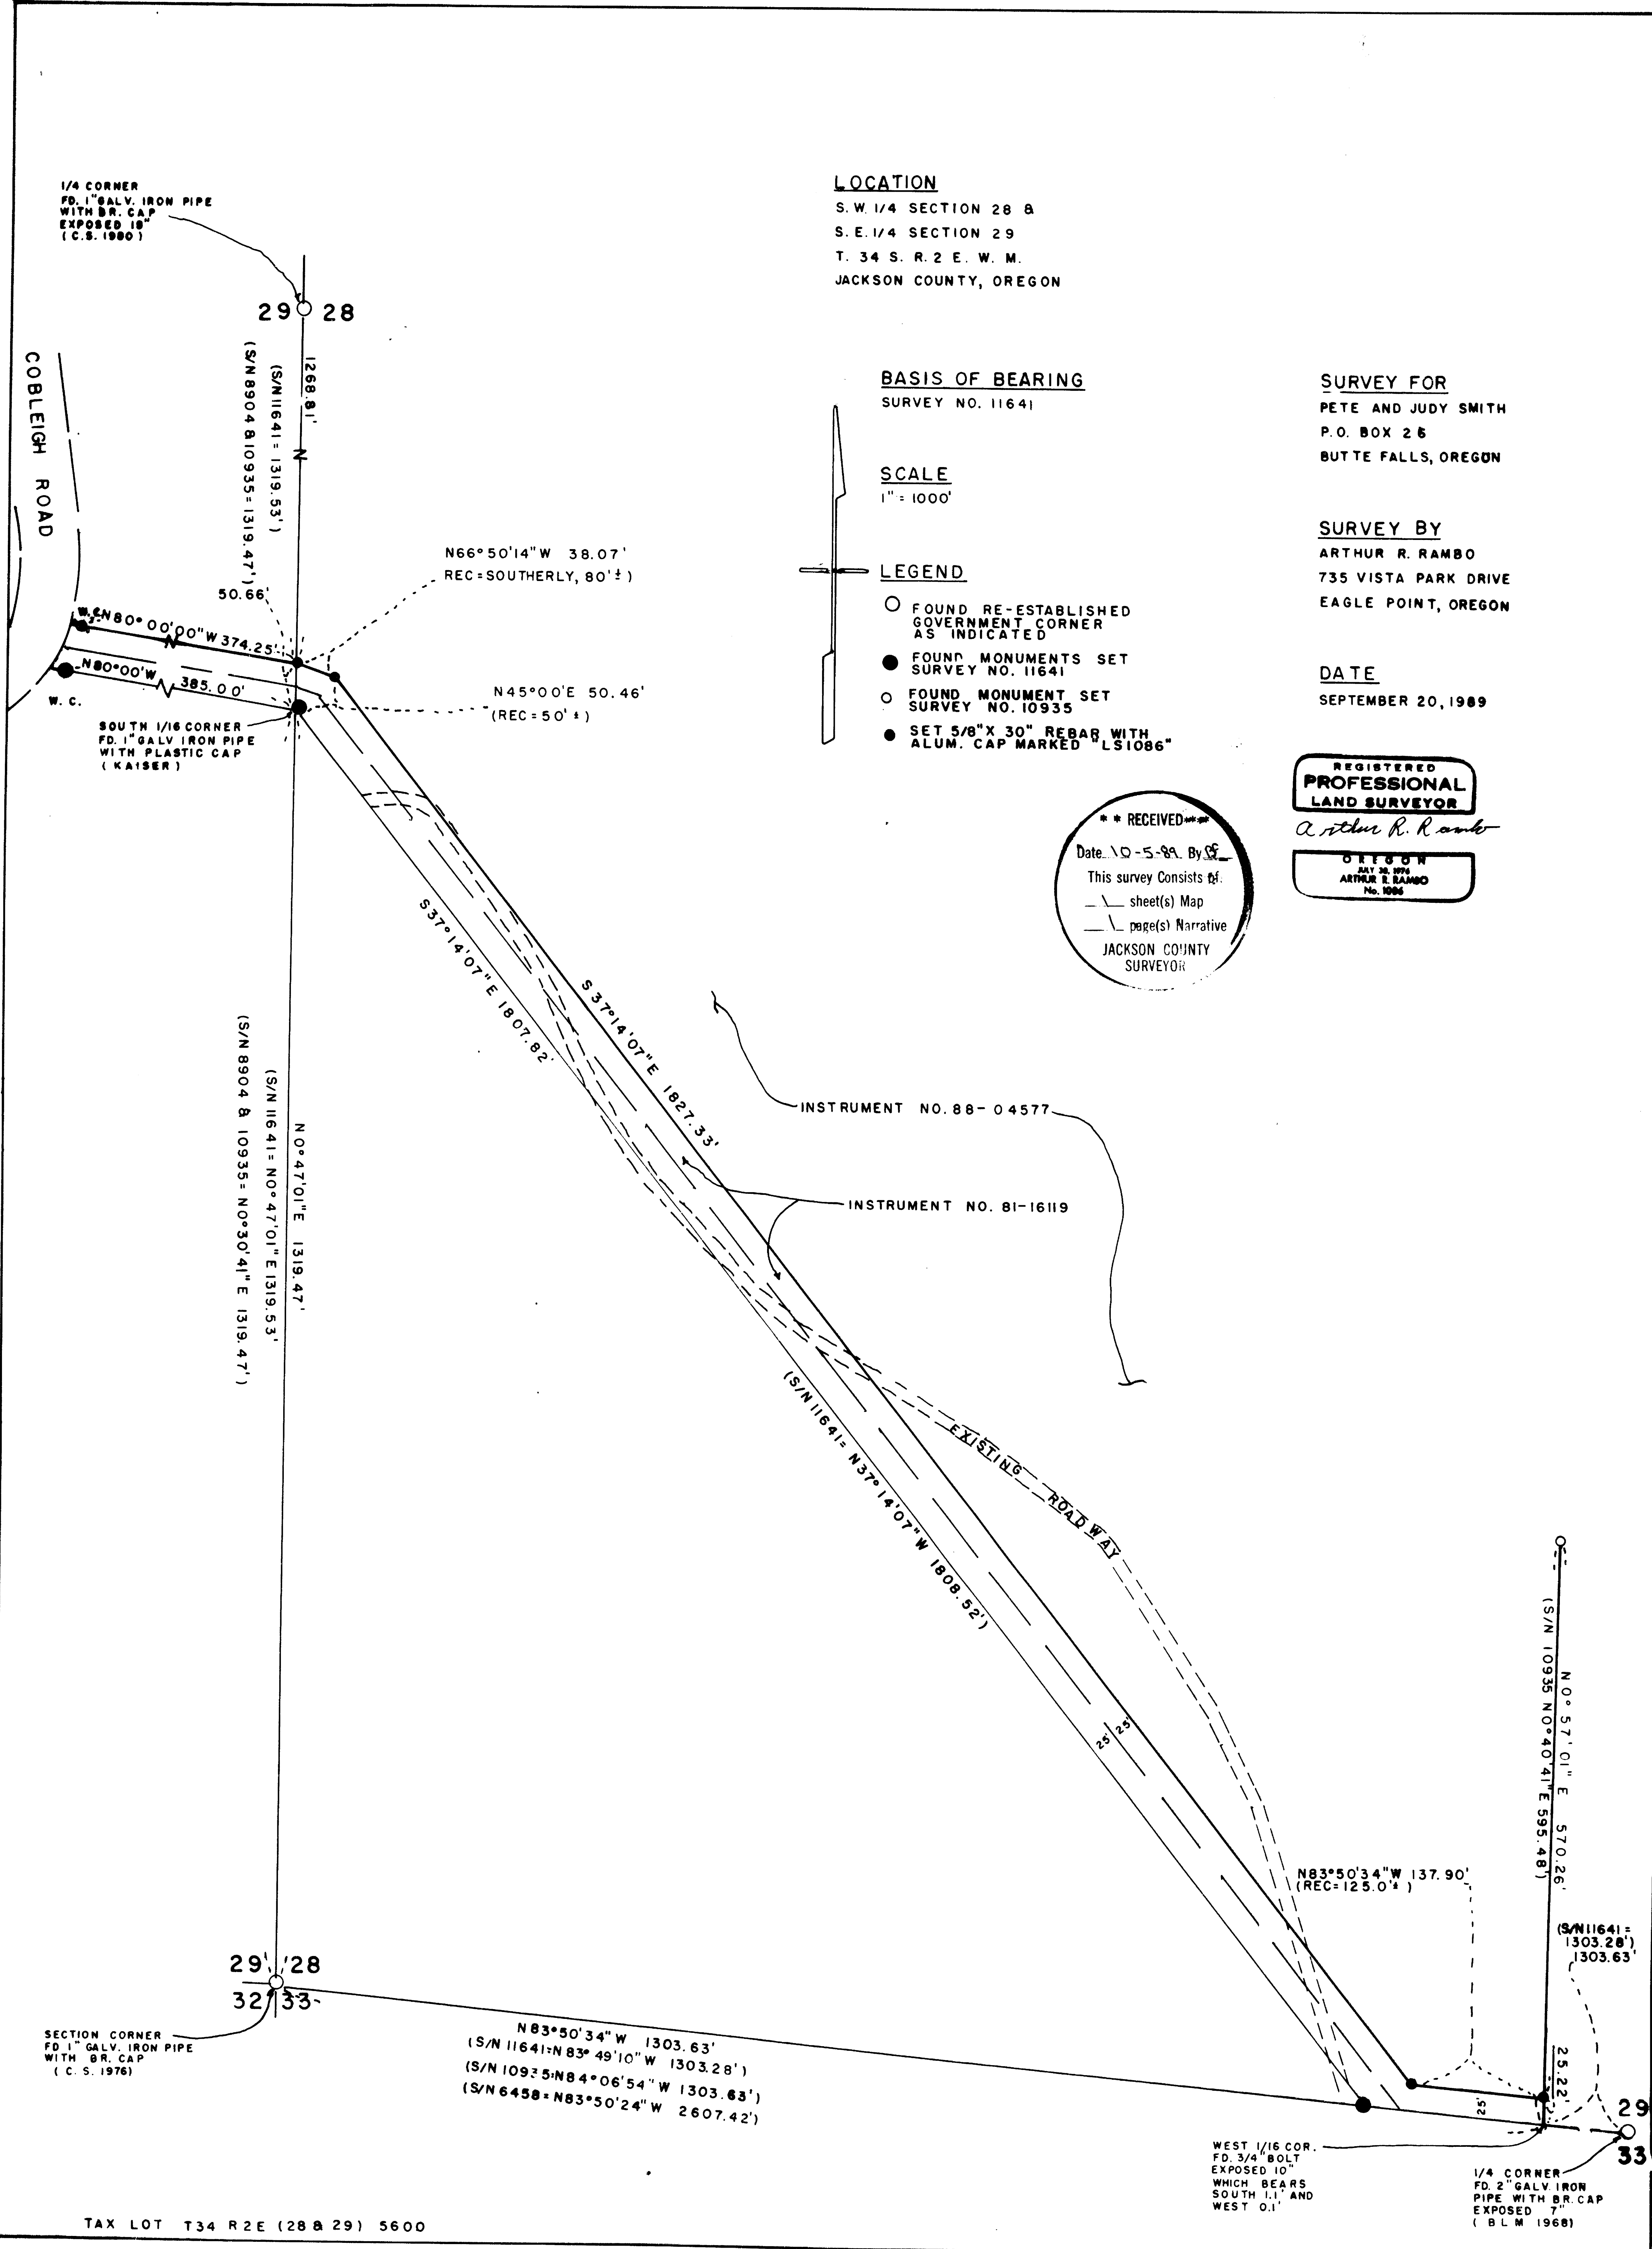 1/4 CORNER
FD. 1" GALV. IRON PIPE
WITH BR. CAP
EXPOSED 18"
( C.S. 1980 )
29 28
COBLEIGH ROAD
1268.81'
N
(S/N 11641 = 1319.53')
(S/N 8904 & 10935 = 1319.47')
50.66'
N66°50'14"W 38.07'
REC=SOUTHERLY, 80'±)
W.C.
N80°00'00"W 374.25'
N80°00'W 385.00'
W. C.
N45°00'E 50.46'
(REC=50'±)
SOUTH 1/16 CORNER
FD. 1" GALV IRON PIPE
WITH PLASTIC CAP
( KAISER )
LOCATION
S. W. 1/4 SECTION 28 &
S. E. 1/4 SECTION 29
T. 34 S. R. 2 E. W. M.
JACKSON COUNTY, OREGON
BASIS OF BEARING
SURVEY NO. 11641
SCALE
1" = 1000'
LEGEND
FOUND RE-ESTABLISHED
GOVERNMENT CORNER
AS INDICATED
FOUND MONUMENTS SET
SURVEY NO. 11641
FOUND MONUMENT SET
SURVEY NO. 10935
SET 5/8" X 30" REBAR WITH
ALUM. CAP MARKED "LS1086"
SURVEY FOR
PETE AND JUDY SMITH
P.O. BOX 26
BUTTE FALLS, OREGON
SURVEY BY
ARTHUR R. RAMBO
735 VISTA PARK DRIVE
EAGLE POINT, OREGON
DATE
SEPTEMBER 20, 1989
REGISTERED
PROFESSIONAL
LAND SURVEYOR
Arthur R. Rambo
OREGON
ARTHUR R. RAMBO
No. 1086
* * RECEIVED * *
Date 10-5-89 By
This survey Consists of:
1 sheet(s) Map
1 page(s) Narrative
JACKSON COUNTY
SURVEYOR
S37°14'07"E 1807.82'
S 37°14'07"E 1827.33'
INSTRUMENT NO. 88-04577
INSTRUMENT NO. 81-16119
N 0°47'01"E 1319.47'
(S/N 11641= N0°47'01"E 1319.53'
(S/N 8904 & 10935= N0°30'41"E 1319.47')
(S/N 11641= N37°14'07"W 1808.52')
EXISTING ROADWAY
25' 25'
N 0°57'01" E 570.26'
(S/N 10935 N0°40'41"E 595.48')
N83°50'34"W 137.90'
(REC=125.0'±)
(S/N 11641 =
1303.28')
1303.63'
29 28
32 33
SECTION CORNER
FD 1" GALV. IRON PIPE
WITH BR. CAP
( C. S. 1976)
N83°50'34"W 1303.63'
(S/N 11641=N83°49'10"W 1303.28')
(S/N 10935=N84°06'54"W 1303.63')
(S/N 6458=N83°50'24"W 2607.42')
25'
25.22'
29
33
WEST 1/16 COR.
FD. 3/4" BOLT
EXPOSED 10"
WHICH BEARS
SOUTH 1.1' AND
WEST 0.1'
1/4 CORNER
FD. 2" GALV. IRON
PIPE WITH BR. CAP
EXPOSED 7"
( BLM 1968)
TAX LOT T34 R2E (28 & 29) 5600